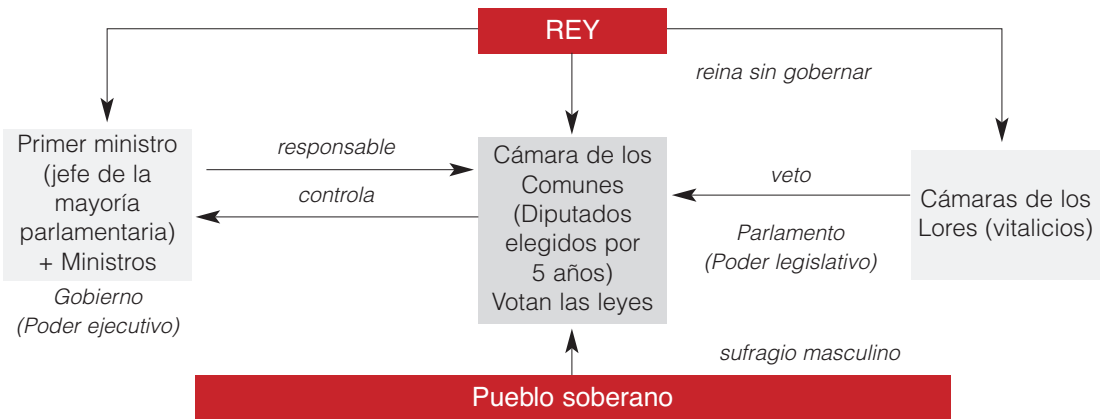 REY
reina sin gobernar
Primer ministro
(jefe de la
mayoría
parlamentaria)
+ Ministros
Gobierno
(Poder ejecutivo)
responsable
controla
Cámara de los
Comunes
(Diputados
elegidos por
5 años)
Votan las leyes
veto
Parlamento
(Poder legislativo)
Cámaras de los
Lores (vitalicios)
sufragio masculino
Pueblo soberano